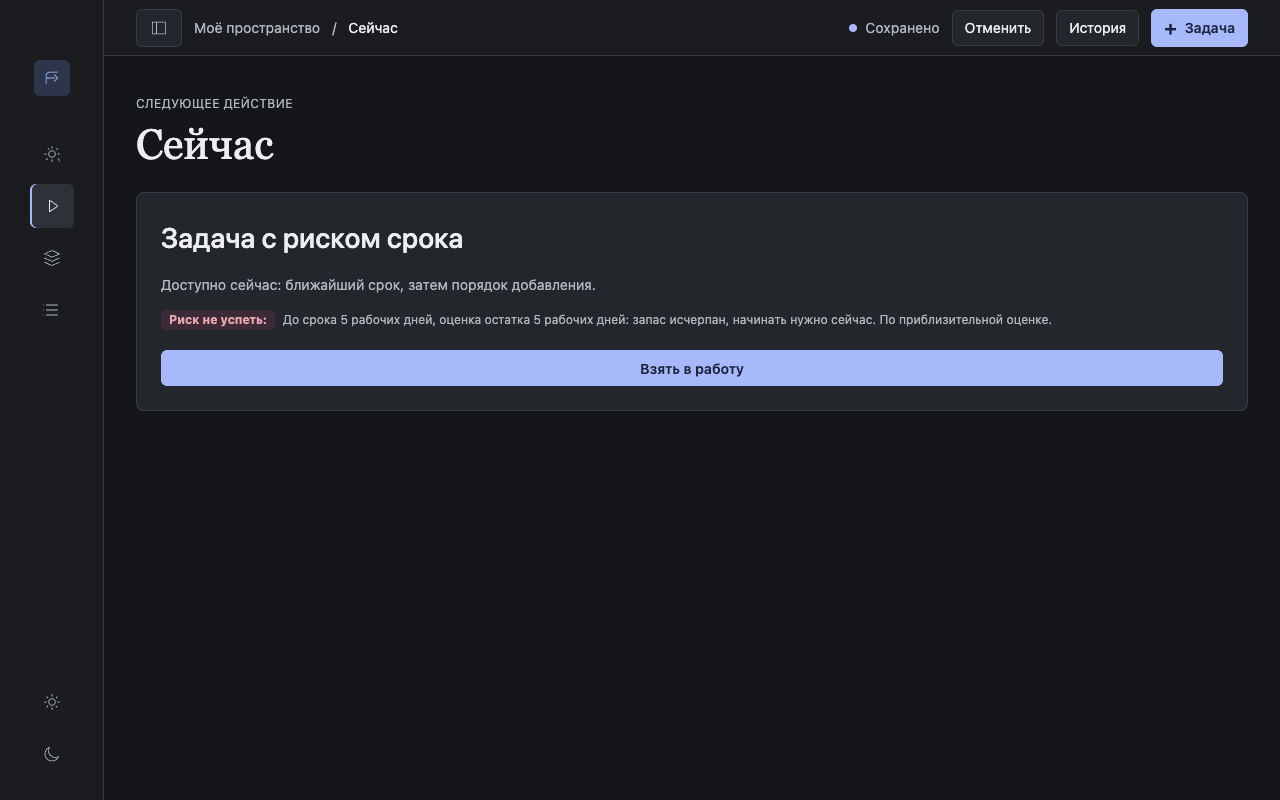 Моё пространство / Сейчас
Сохранено
Отменить
История
+ Задача
СЛЕДУЮЩЕЕ ДЕЙСТВИЕ
Сейчас
Задача с риском срока
Доступно сейчас: ближайший срок, затем порядок добавления.
Риск не успеть: До срока 5 рабочих дней, оценка остатка 5 рабочих дней: запас исчерпан, начинать нужно сейчас. По приблизительной оценке.
Взять в работу